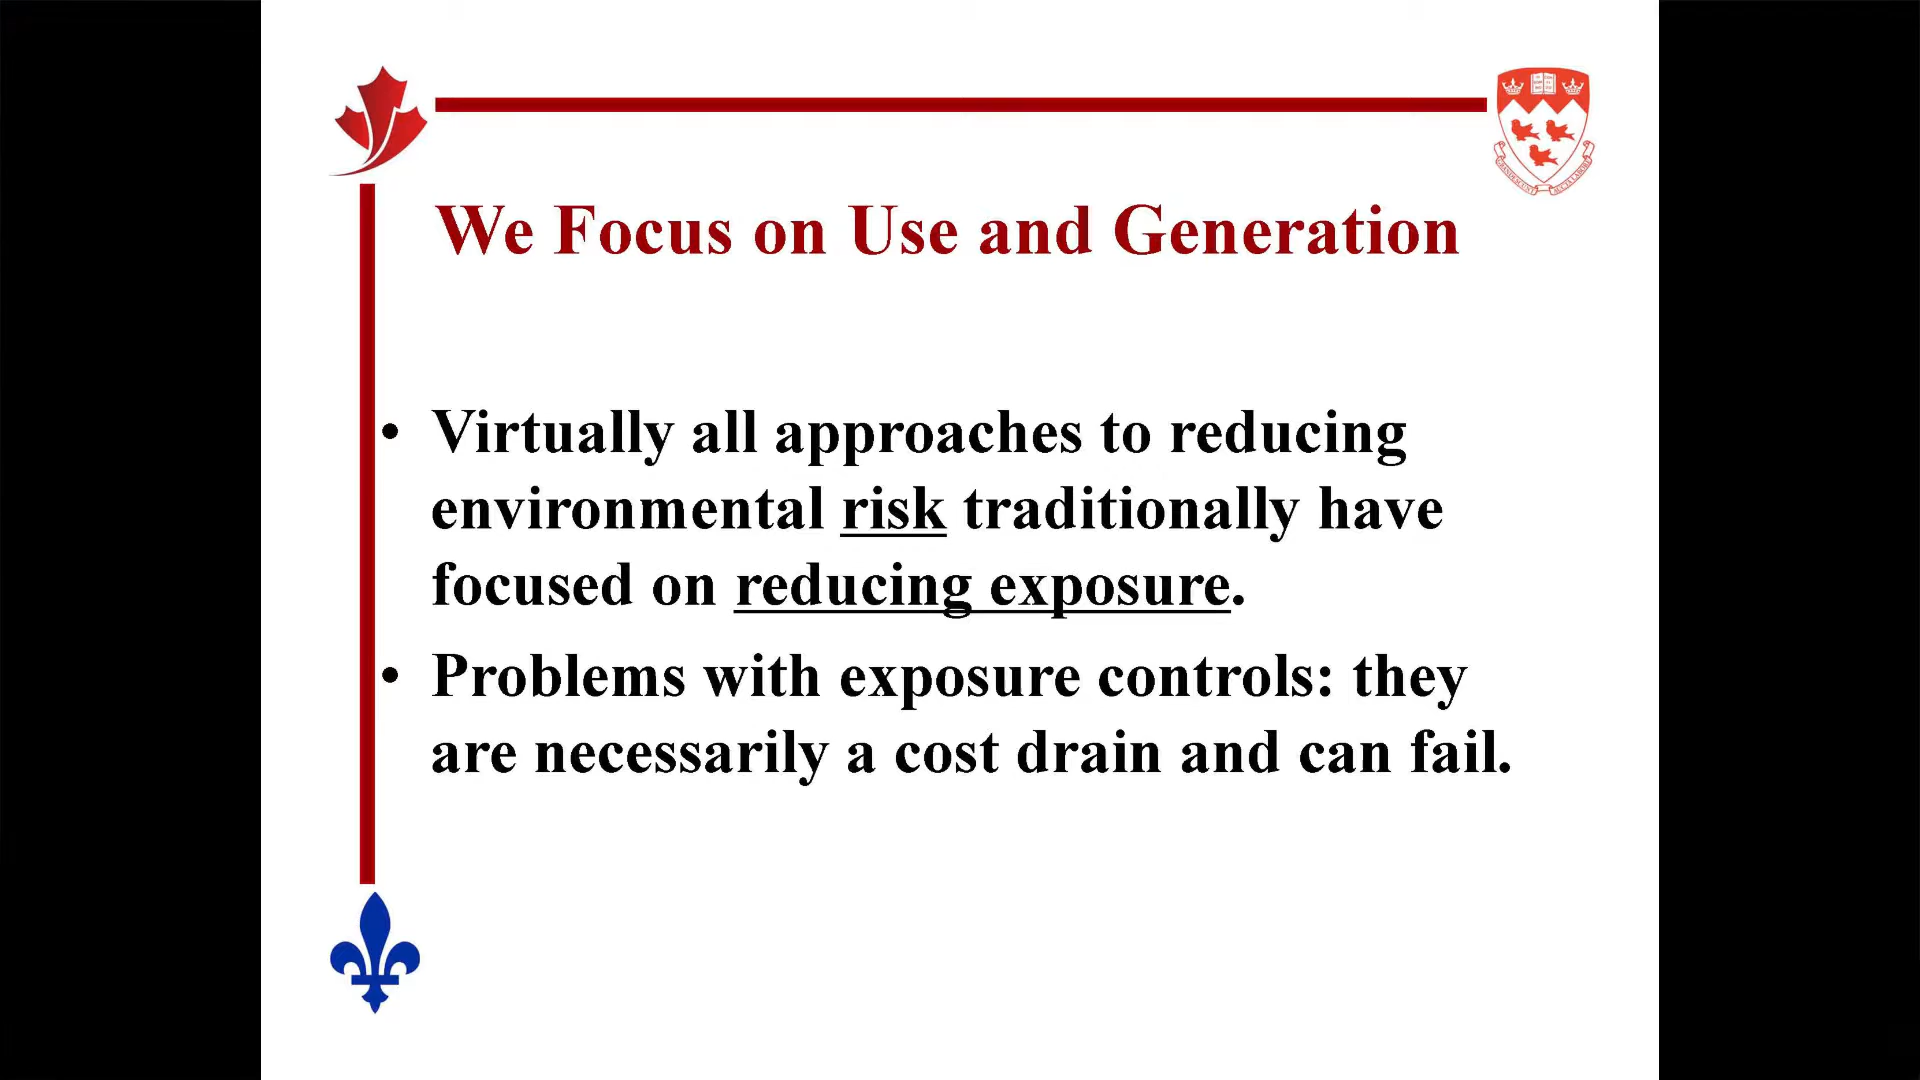 We Focus on Use and Generation
• Virtually all approaches to reducing
environmental risk traditionally have
focused on reducing exposure.
• Problems with exposure controls: they
are necessarily a cost drain and can fail.